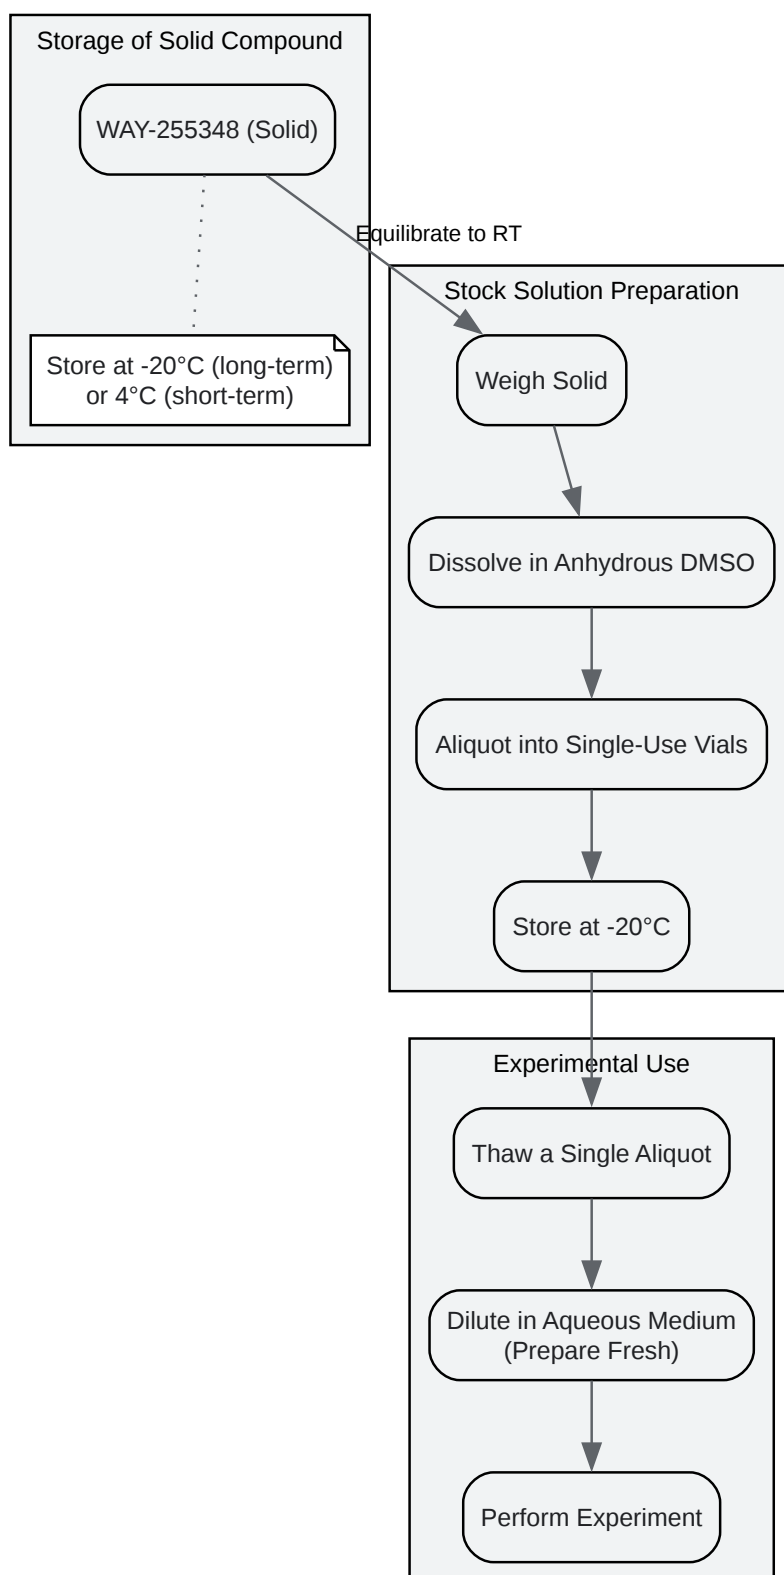 Storage of Solid Compound
WAY-255348 (Solid)
Store at -20°C (long-term)
or 4°C (short-term)
Equilibrate to RT
Stock Solution Preparation
Weigh Solid
Dissolve in Anhydrous DMSO
Aliquot into Single-Use Vials
Store at -20°C
Experimental Use
Thaw a Single Aliquot
Dilute in Aqueous Medium
(Prepare Fresh)
Perform Experiment